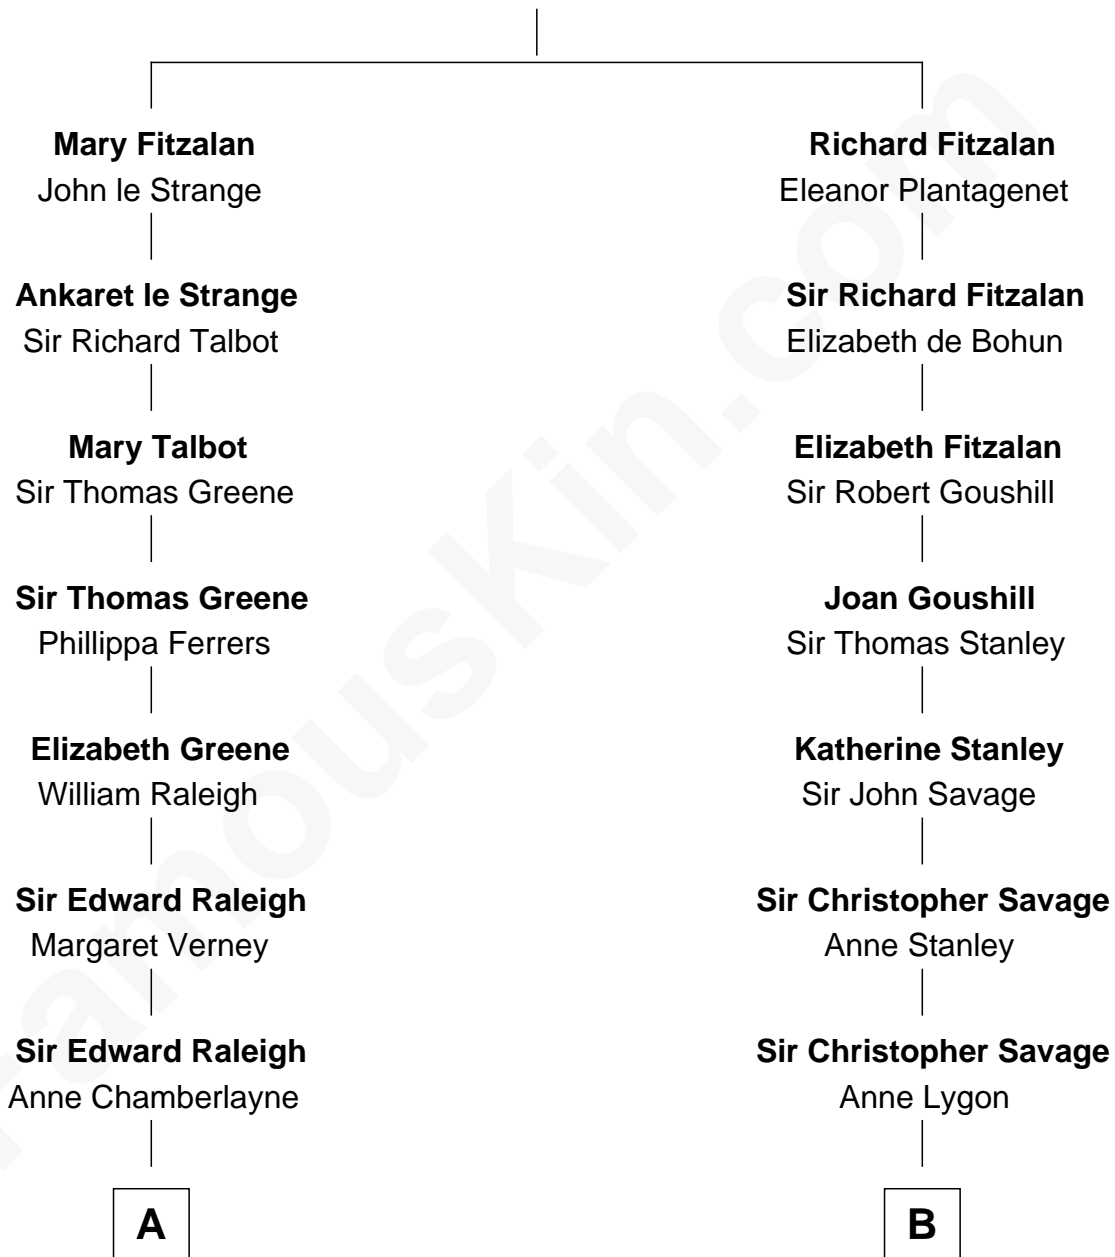 Mary Fitzalan
John le Strange
Ankaret le Strange
Sir Richard Talbot
Mary Talbot
Sir Thomas Greene
Sir Thomas Greene
Phillippa Ferrers
Elizabeth Greene
William Raleigh
Sir Edward Raleigh
Margaret Verney
Sir Edward Raleigh
Anne Chamberlayne
A
Richard Fitzalan
Eleanor Plantagenet
Sir Richard Fitzalan
Elizabeth de Bohun
Elizabeth Fitzalan
Sir Robert Goushill
Joan Goushill
Sir Thomas Stanley
Katherine Stanley
Sir John Savage
Sir Christopher Savage
Anne Stanley
Sir Christopher Savage
Anne Lygon
B
FamousKin.com